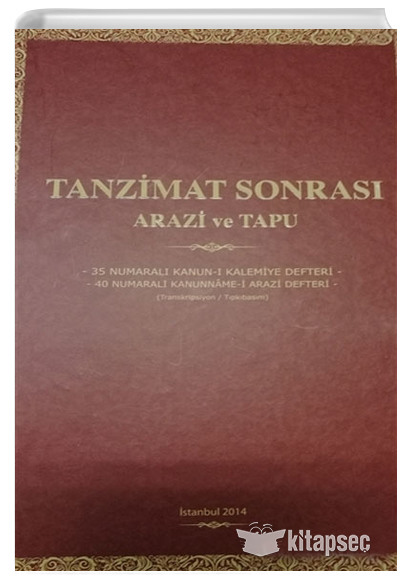 TANZİMAT SONRASI
ARAZİ ve TAPU
- 35 NUMARALI KANUN-I KALEMİYE DEFTERİ -
- 40 NUMARALI KANUNNÂME-İ ARAZİ DEFTERİ -
(Transkripsiyon / Tıpkıbasım)
İstanbul 2014
kitapseç